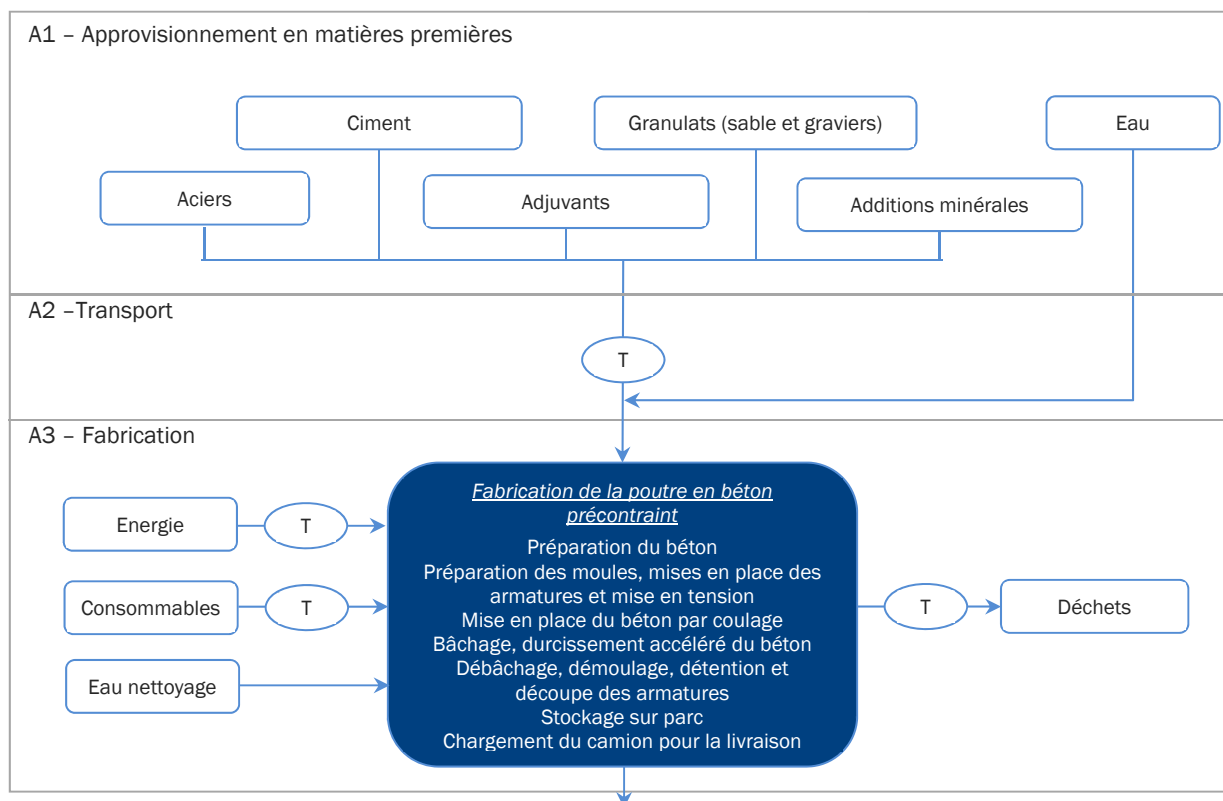 A1 – Approvisionnement en matières premières
Ciment
Granulats (sable et graviers)
Eau
Aciers
Adjuvants
Additions minérales
A2 –Transport
T
A3 – Fabrication
Fabrication de la poutre en béton
précontraint
Préparation du béton
Préparation des moules, mises en place des
armatures et mise en tension
Mise en place du béton par coulage
Bâchage, durcissement accéléré du béton
Débâchage, démoulage, détention et
découpe des armatures
Stockage sur parc
Chargement du camion pour la livraison
Energie
T
Consommables
T
Eau nettoyage
T
Déchets